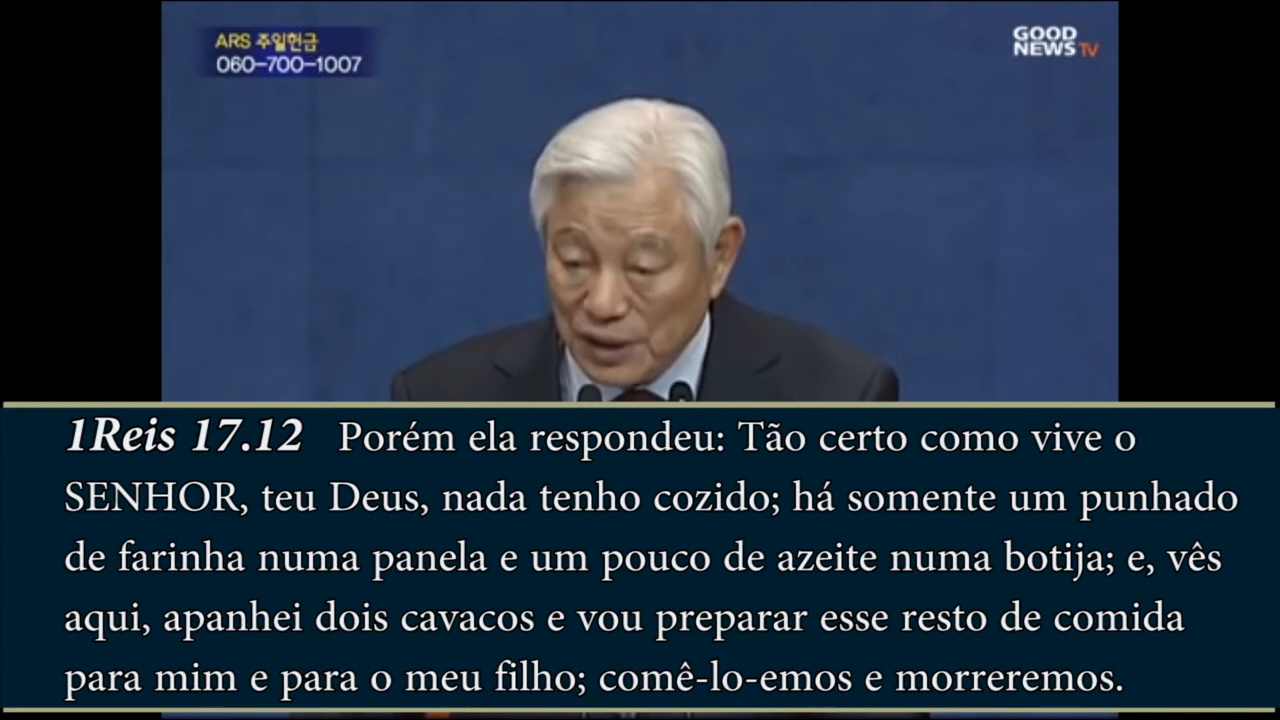 ARS 주일헌금
060-700-1007
GOOD
NEWS TV
1Reis 17.12 Porém ela respondeu: Tão certo como vive o
SENHOR, teu Deus, nada tenho cozido; há somente um punhado
de farinha numa panela e um pouco de azeite numa botija; e, vês
aqui, apanhei dois cavacos e vou preparar esse resto de comida
para mim e para o meu filho; comê-lo-emos e morreremos.